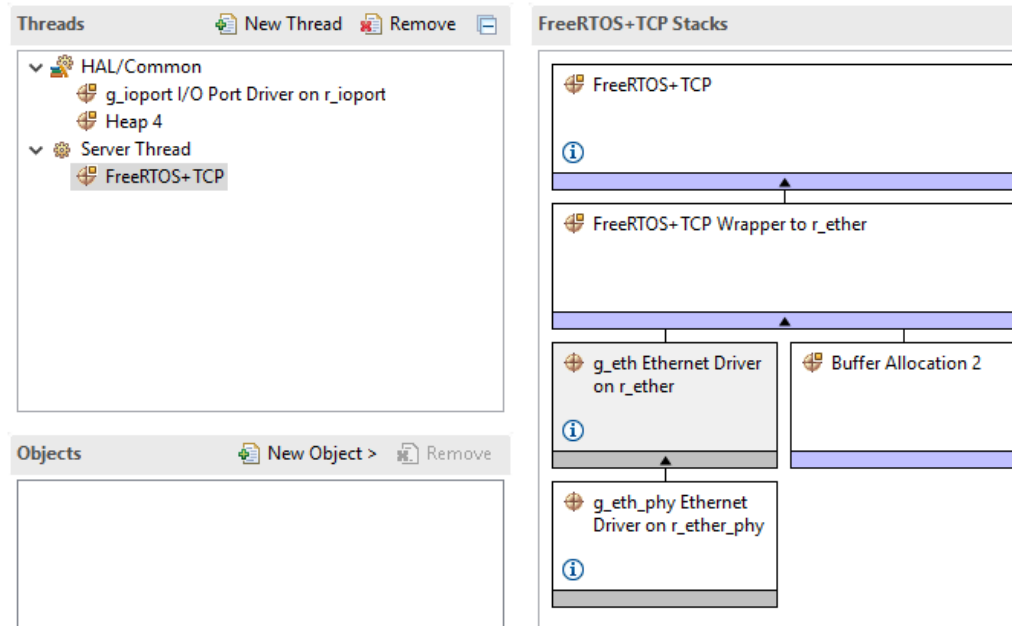 Threads
New Thread
Remove
HAL/Common
g_ioport I/O Port Driver on r_ioport
Heap 4
Server Thread
FreeRTOS+TCP
Objects
New Object >
Remove
FreeRTOS+TCP Stacks
FreeRTOS+TCP
FreeRTOS+TCP Wrapper to r_ether
g_eth Ethernet Driver
on r_ether
Buffer Allocation 2
g_eth_phy Ethernet
Driver on r_ether_phy